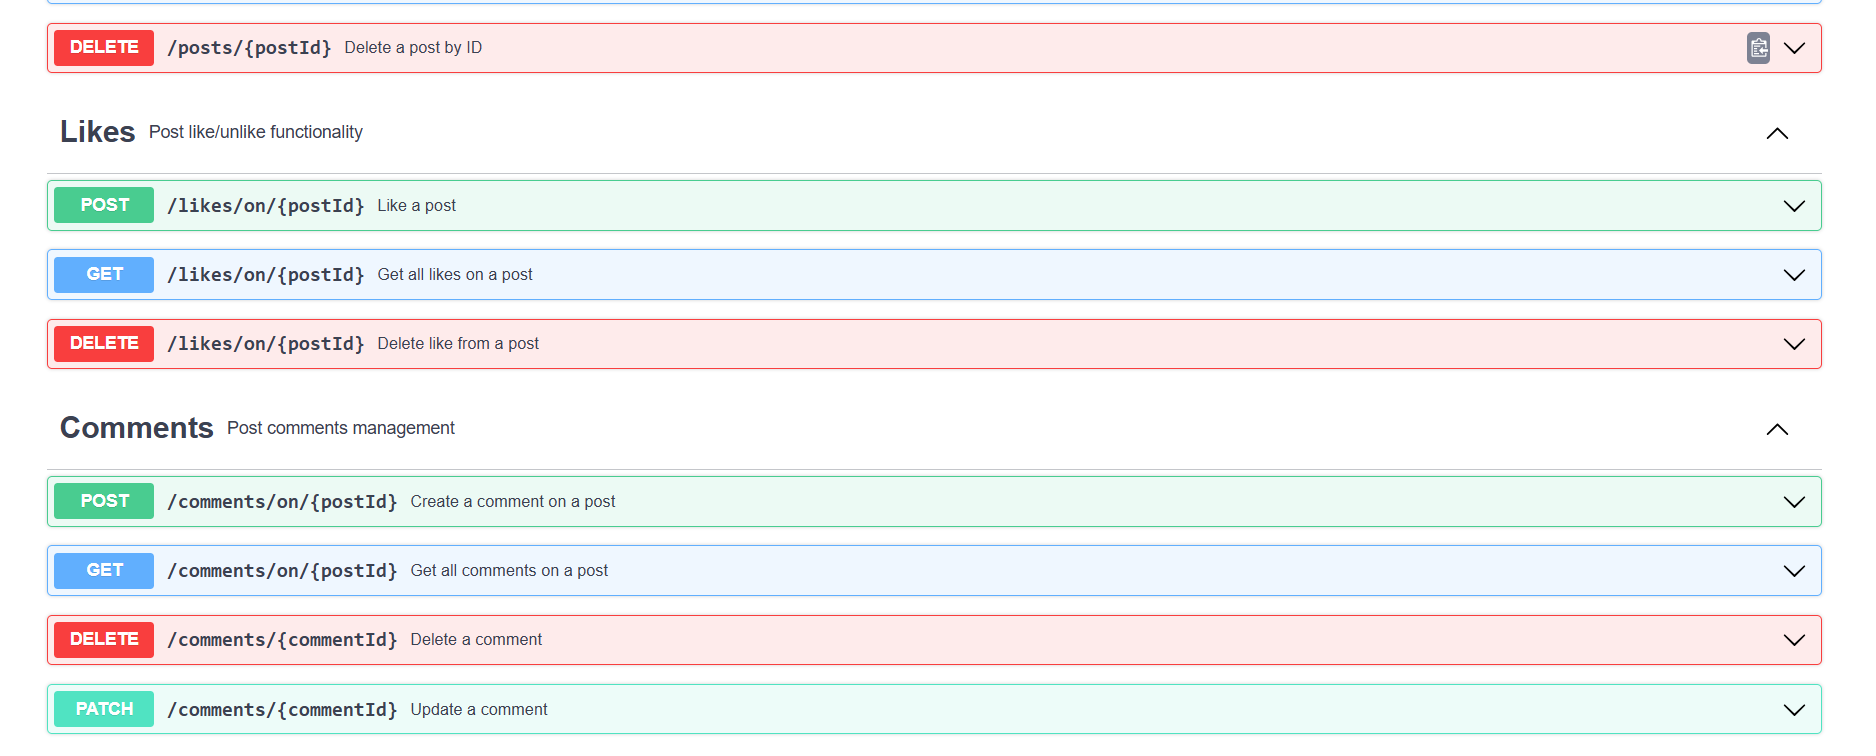 DELETE /posts/{postId} Delete a post by ID
Likes Post like/unlike functionality
POST /likes/on/{postId} Like a post
GET /likes/on/{postId} Get all likes on a post
DELETE /likes/on/{postId} Delete like from a post
Comments Post comments management
POST /comments/on/{postId} Create a comment on a post
GET /comments/on/{postId} Get all comments on a post
DELETE /comments/{commentId} Delete a comment
PATCH /comments/{commentId} Update a comment